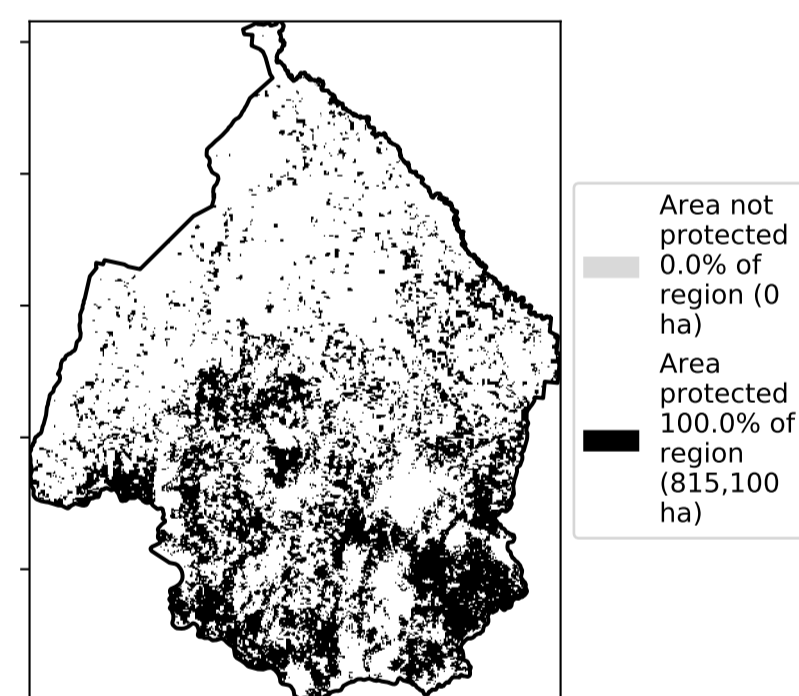 Area not
protected
0.0% of
region (0
ha)
Area
protected
100.0% of
region
(815,100
ha)